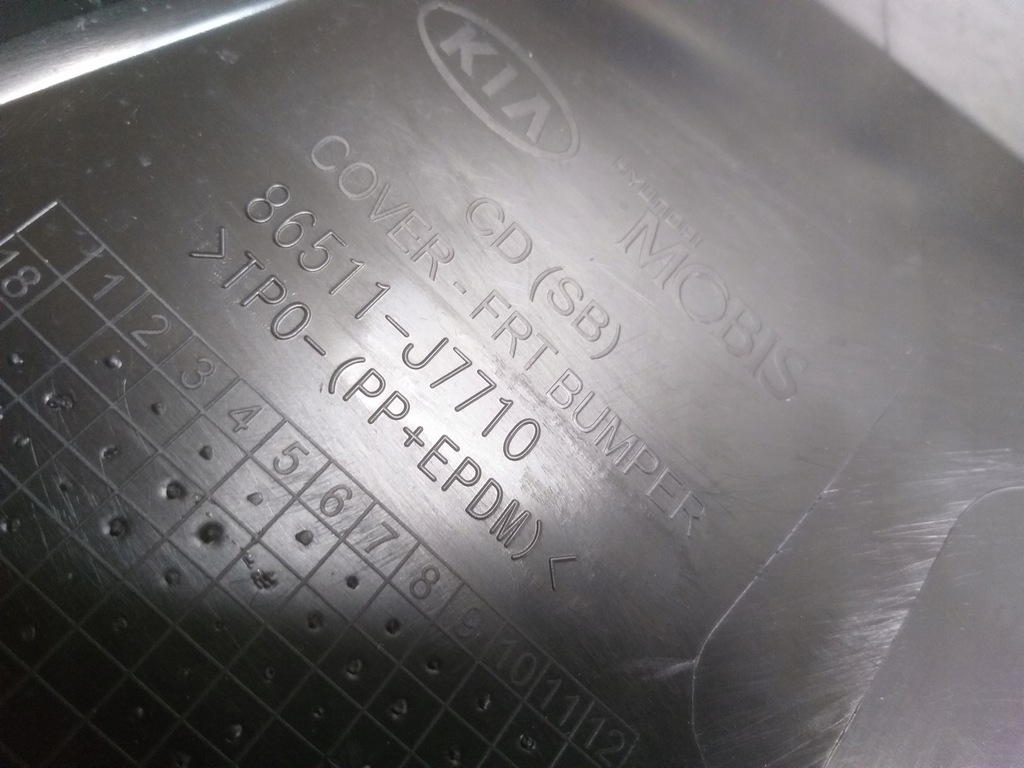 KIA
MOBIS
CD (SB)
COVER - FRT BUMPER
86511-J7710
>TPO-(PP+EPDM)<
18
1 2 3 4 5 6 7 8 9 10 11 12